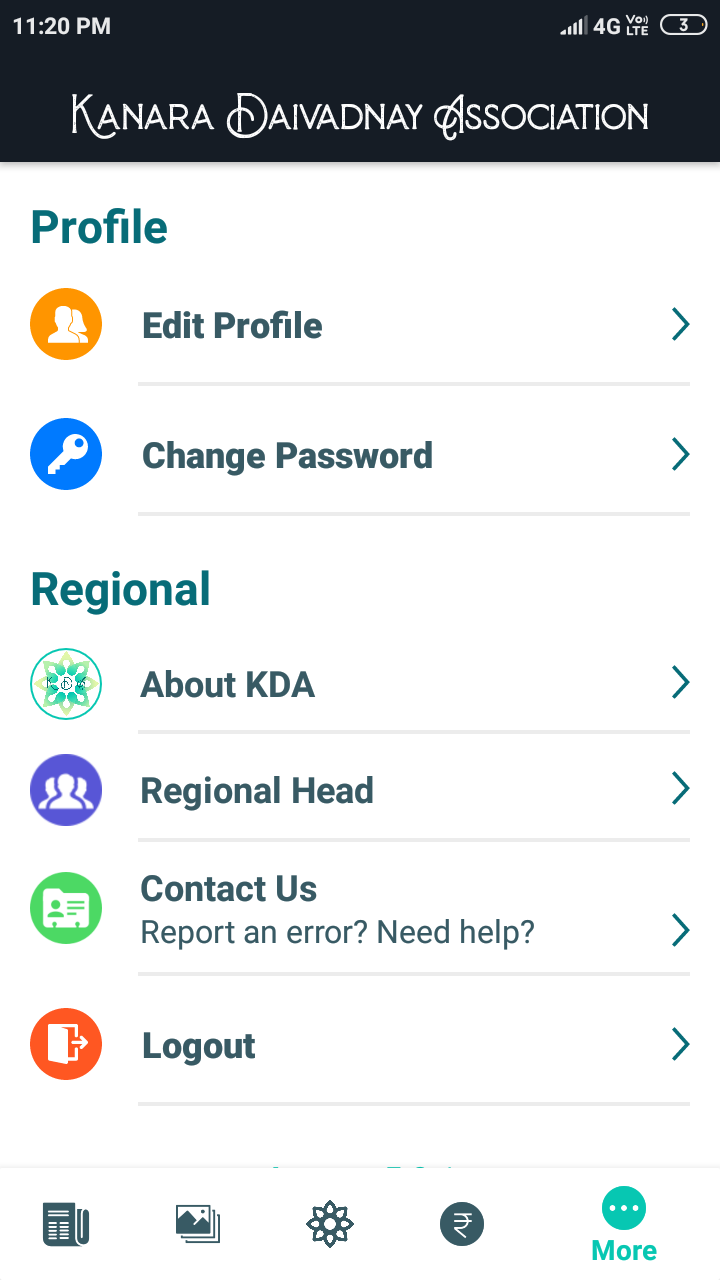 11:20 PM
4G Vo)) LTE 3
KANARA DAIVADNAY ASSOCIATION
Profile
Edit Profile
Change Password
Regional
About KDA
Regional Head
Contact Us
Report an error? Need help?
Logout
More